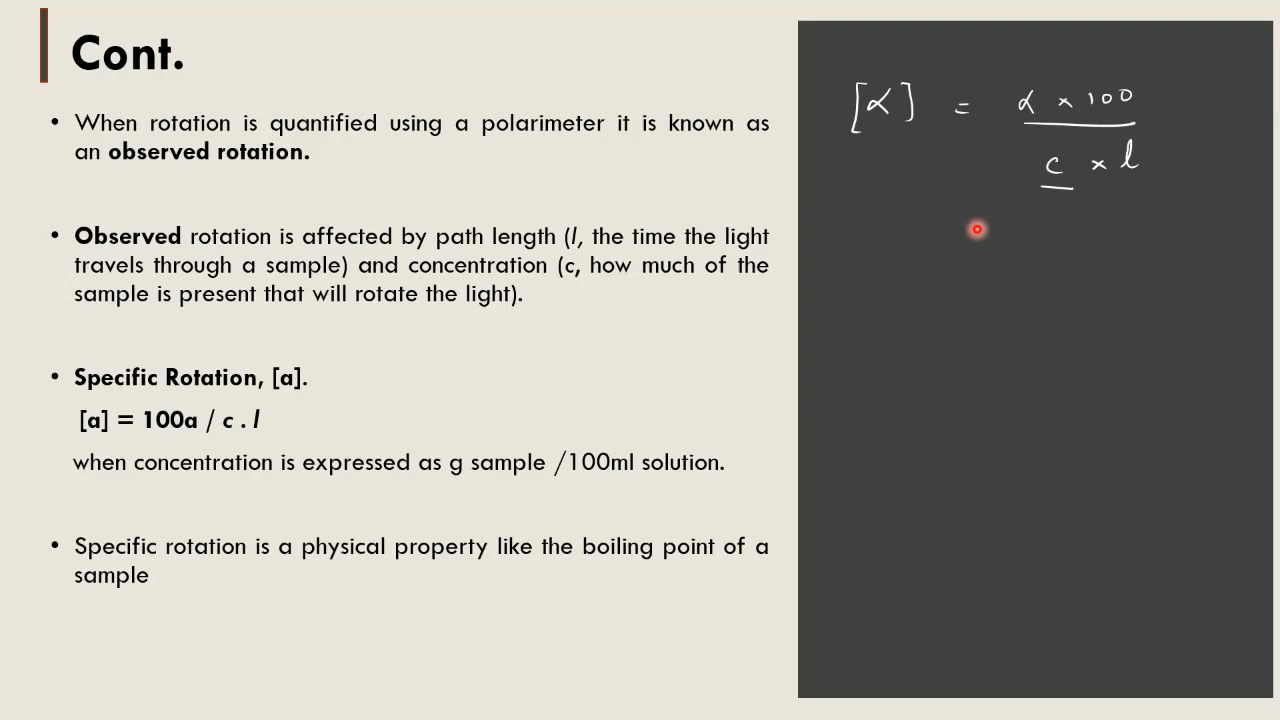 Cont.
• When rotation is quantified using a polarimeter it is known as
an observed rotation.
• Observed rotation is affected by path length (l, the time the light
travels through a sample) and concentration (c, how much of the
sample is present that will rotate the light).
• Specific Rotation, [a].
[a] = 100a / c . l
when concentration is expressed as g sample /100ml solution.
• Specific rotation is a physical property like the boiling point of a
sample
[α] = α × 100
c × l